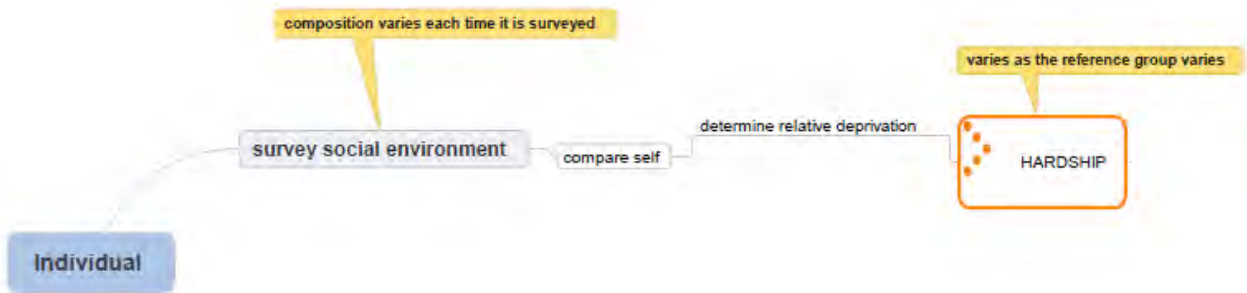 composition varies each time it is surveyed
varies as the reference group varies
determine relative deprivation
survey social environment
compare self
HARDSHIP
Individual